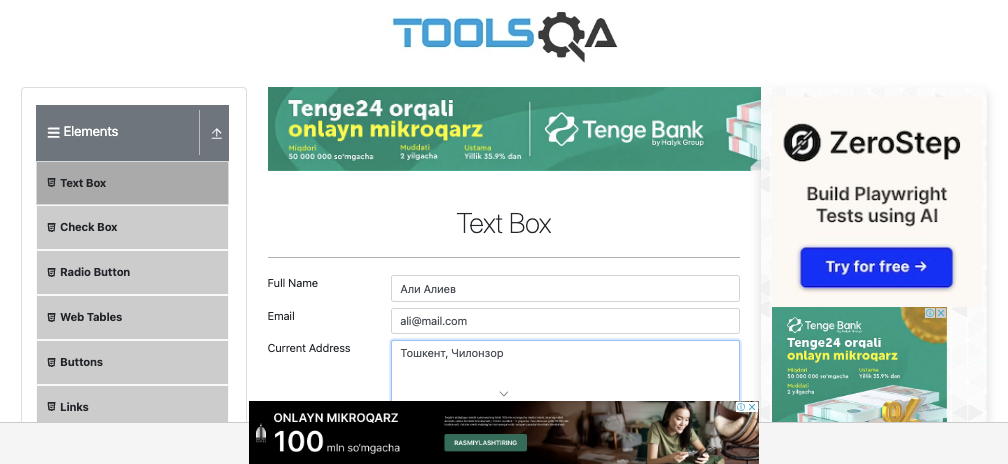 TOOLSQA
Elements
Text Box
Check Box
Radio Button
Web Tables
Buttons
Links
Tenge24 orqali
onlayn mikroqarz
Miqdori
50 000 000 so'mgacha
Muddati
2 yilgacha
Ustama
Yillik 35.9% dan
Tenge Bank
by Halyk Group
Text Box
Full Name
Али Алиев
Email
ali@mail.com
Current Address
Тошкент, Чилонзор
ZeroStep
Build Playwright
Tests using AI
Try for free →
Tenge Bank
by Halyk Group
Tenge24 orqali
onlayn mikroqarz
Miqdori
50 000 000 so'mgacha
Ustama
Yillik 35.9% dan
Muddati
2 yilgacha
ONLAYN MIKROQARZ
100 mln so'mgacha
RASMIYLASHTIRING